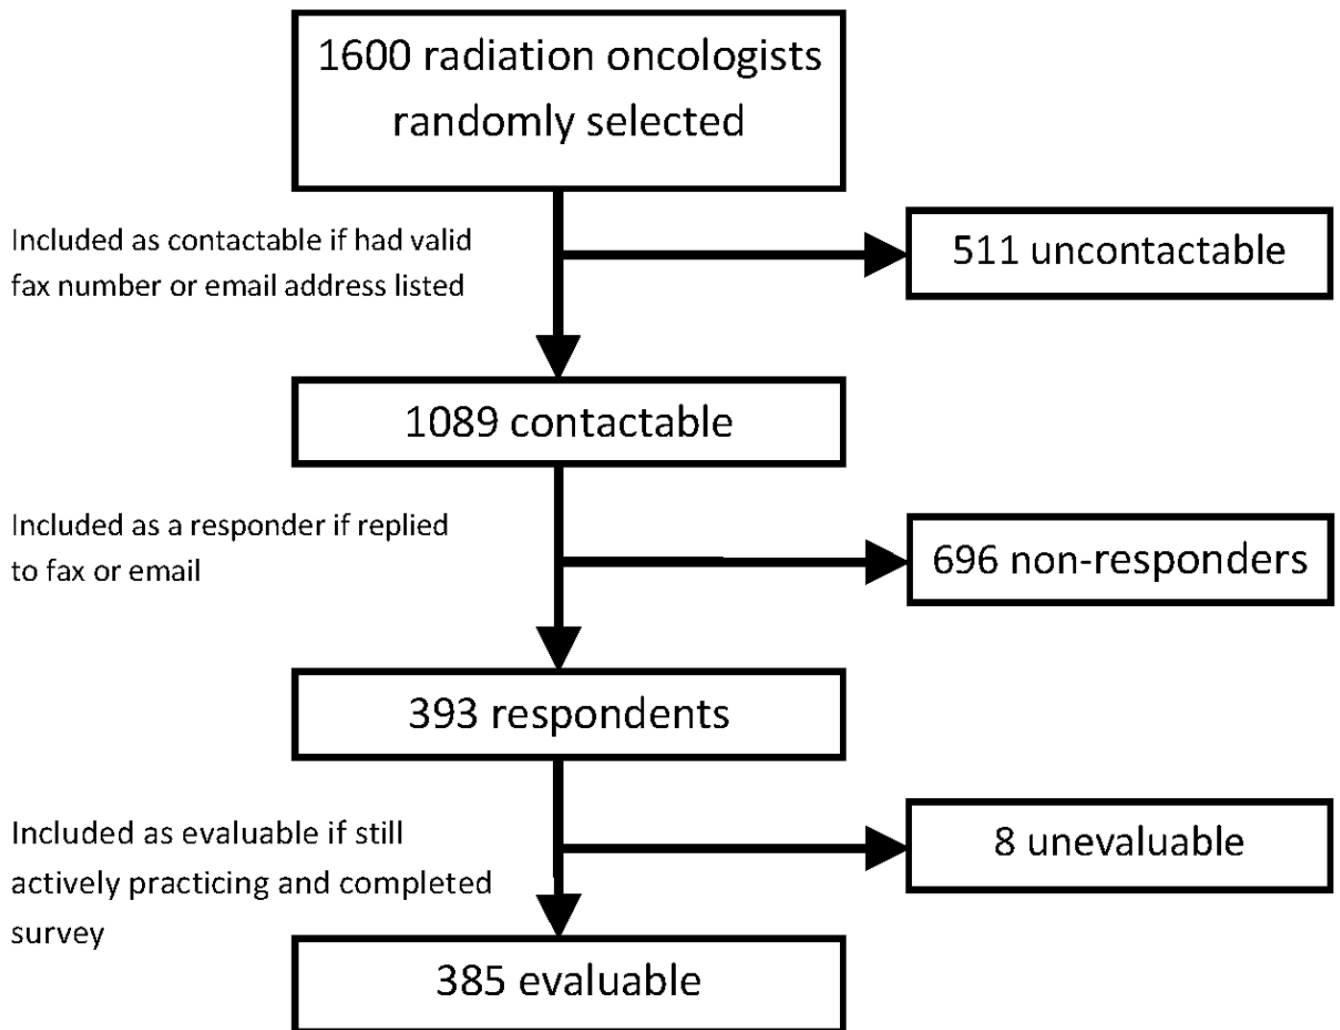 1600 radiation oncologists
randomly selected
Included as contactable if had valid
fax number or email address listed
511 uncontactable
1089 contactable
Included as a responder if replied
to fax or email
696 non-responders
393 respondents
Included as evaluable if still
actively practicing and completed
survey
8 unevaluable
385 evaluable